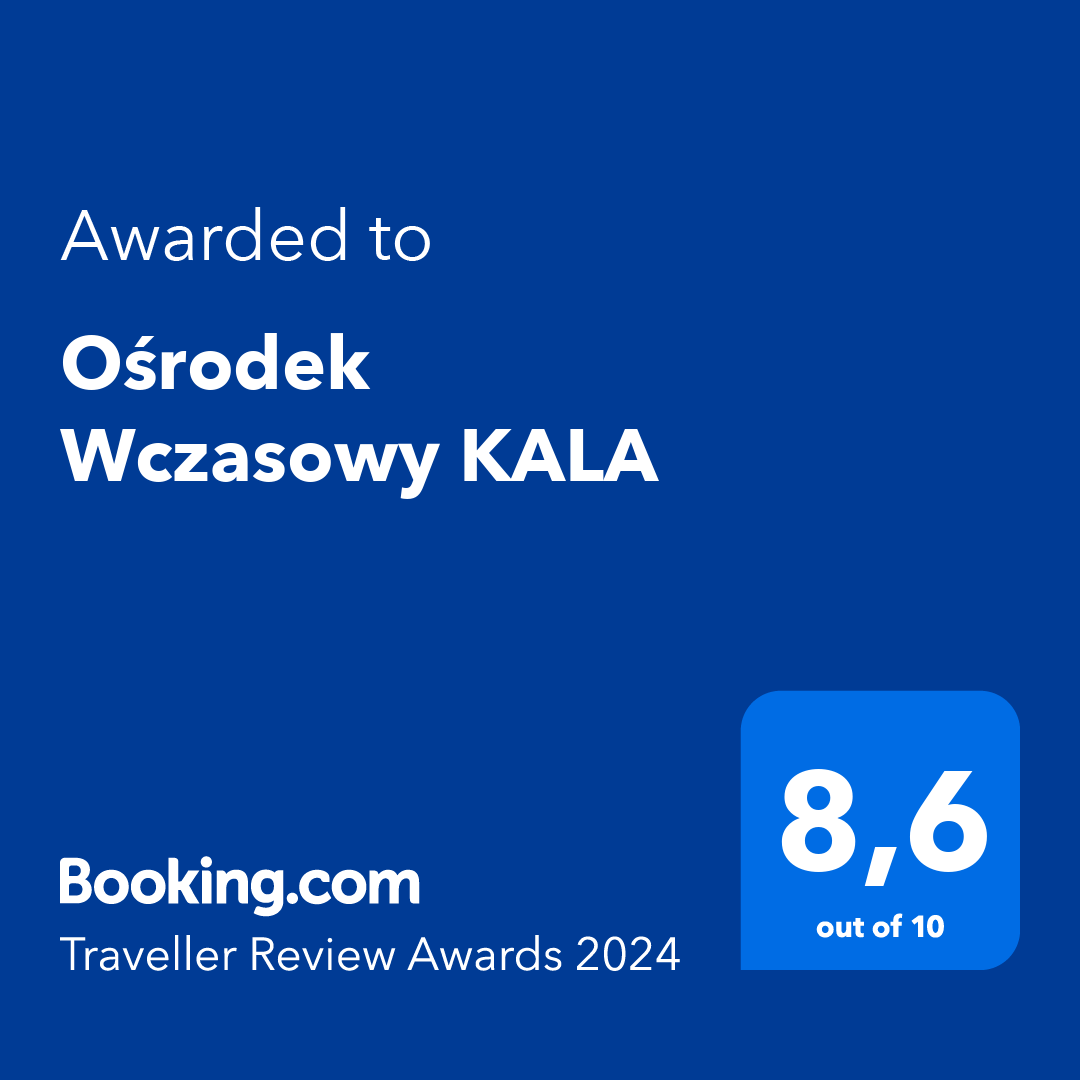 Awarded to
Ośrodek
Wczasowy KALA
8,6
out of 10
Booking.com
Traveller Review Awards 2024